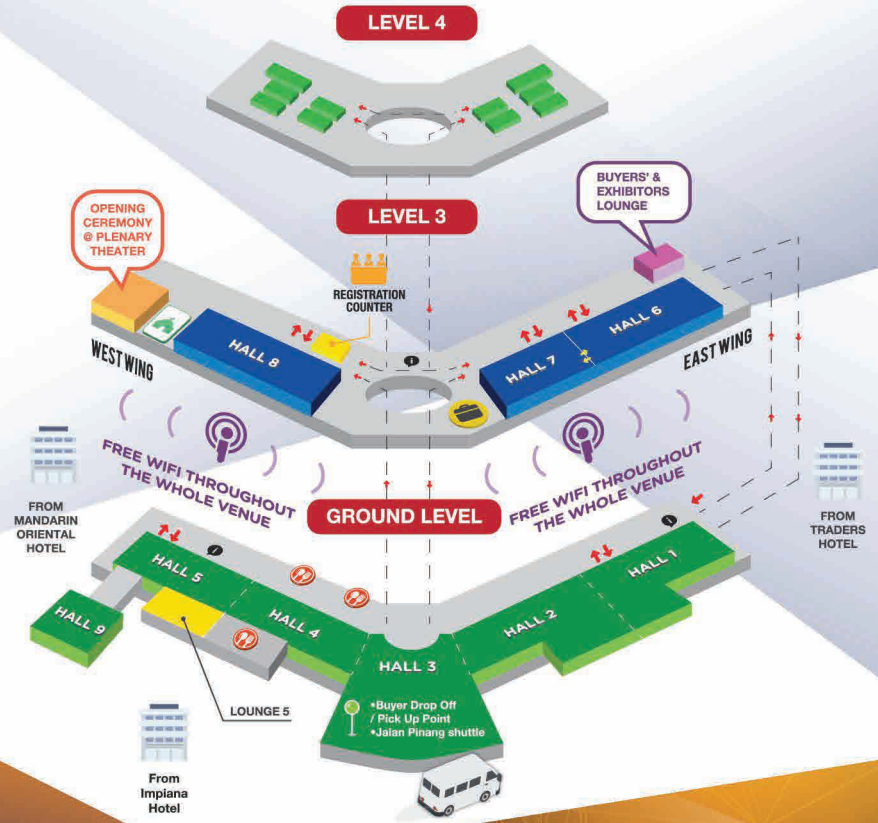 LEVEL 4
BUYERS' &
EXHIBITORS
LOUNGE
OPENING
CEREMONY
@ PLENARY
THEATER
LEVEL 3
REGISTRATION
COUNTER
HALL 6
HALL 7
HALL 8
WEST WING
EAST WING
FREE WIFI THROUGHOUT
THE WHOLE VENUE
FREE WIFI THROUGHOUT
THE WHOLE VENUE
FROM
MANDARIN
ORIENTAL
HOTEL
FROM
TRADERS
HOTEL
GROUND LEVEL
HALL 1
HALL 5
HALL 9
HALL 4
HALL 2
HALL 3
LOUNGE 5
•Buyer Drop Off
/ Pick Up Point
•Jalan Pinang shuttle
From
Impiana
Hotel